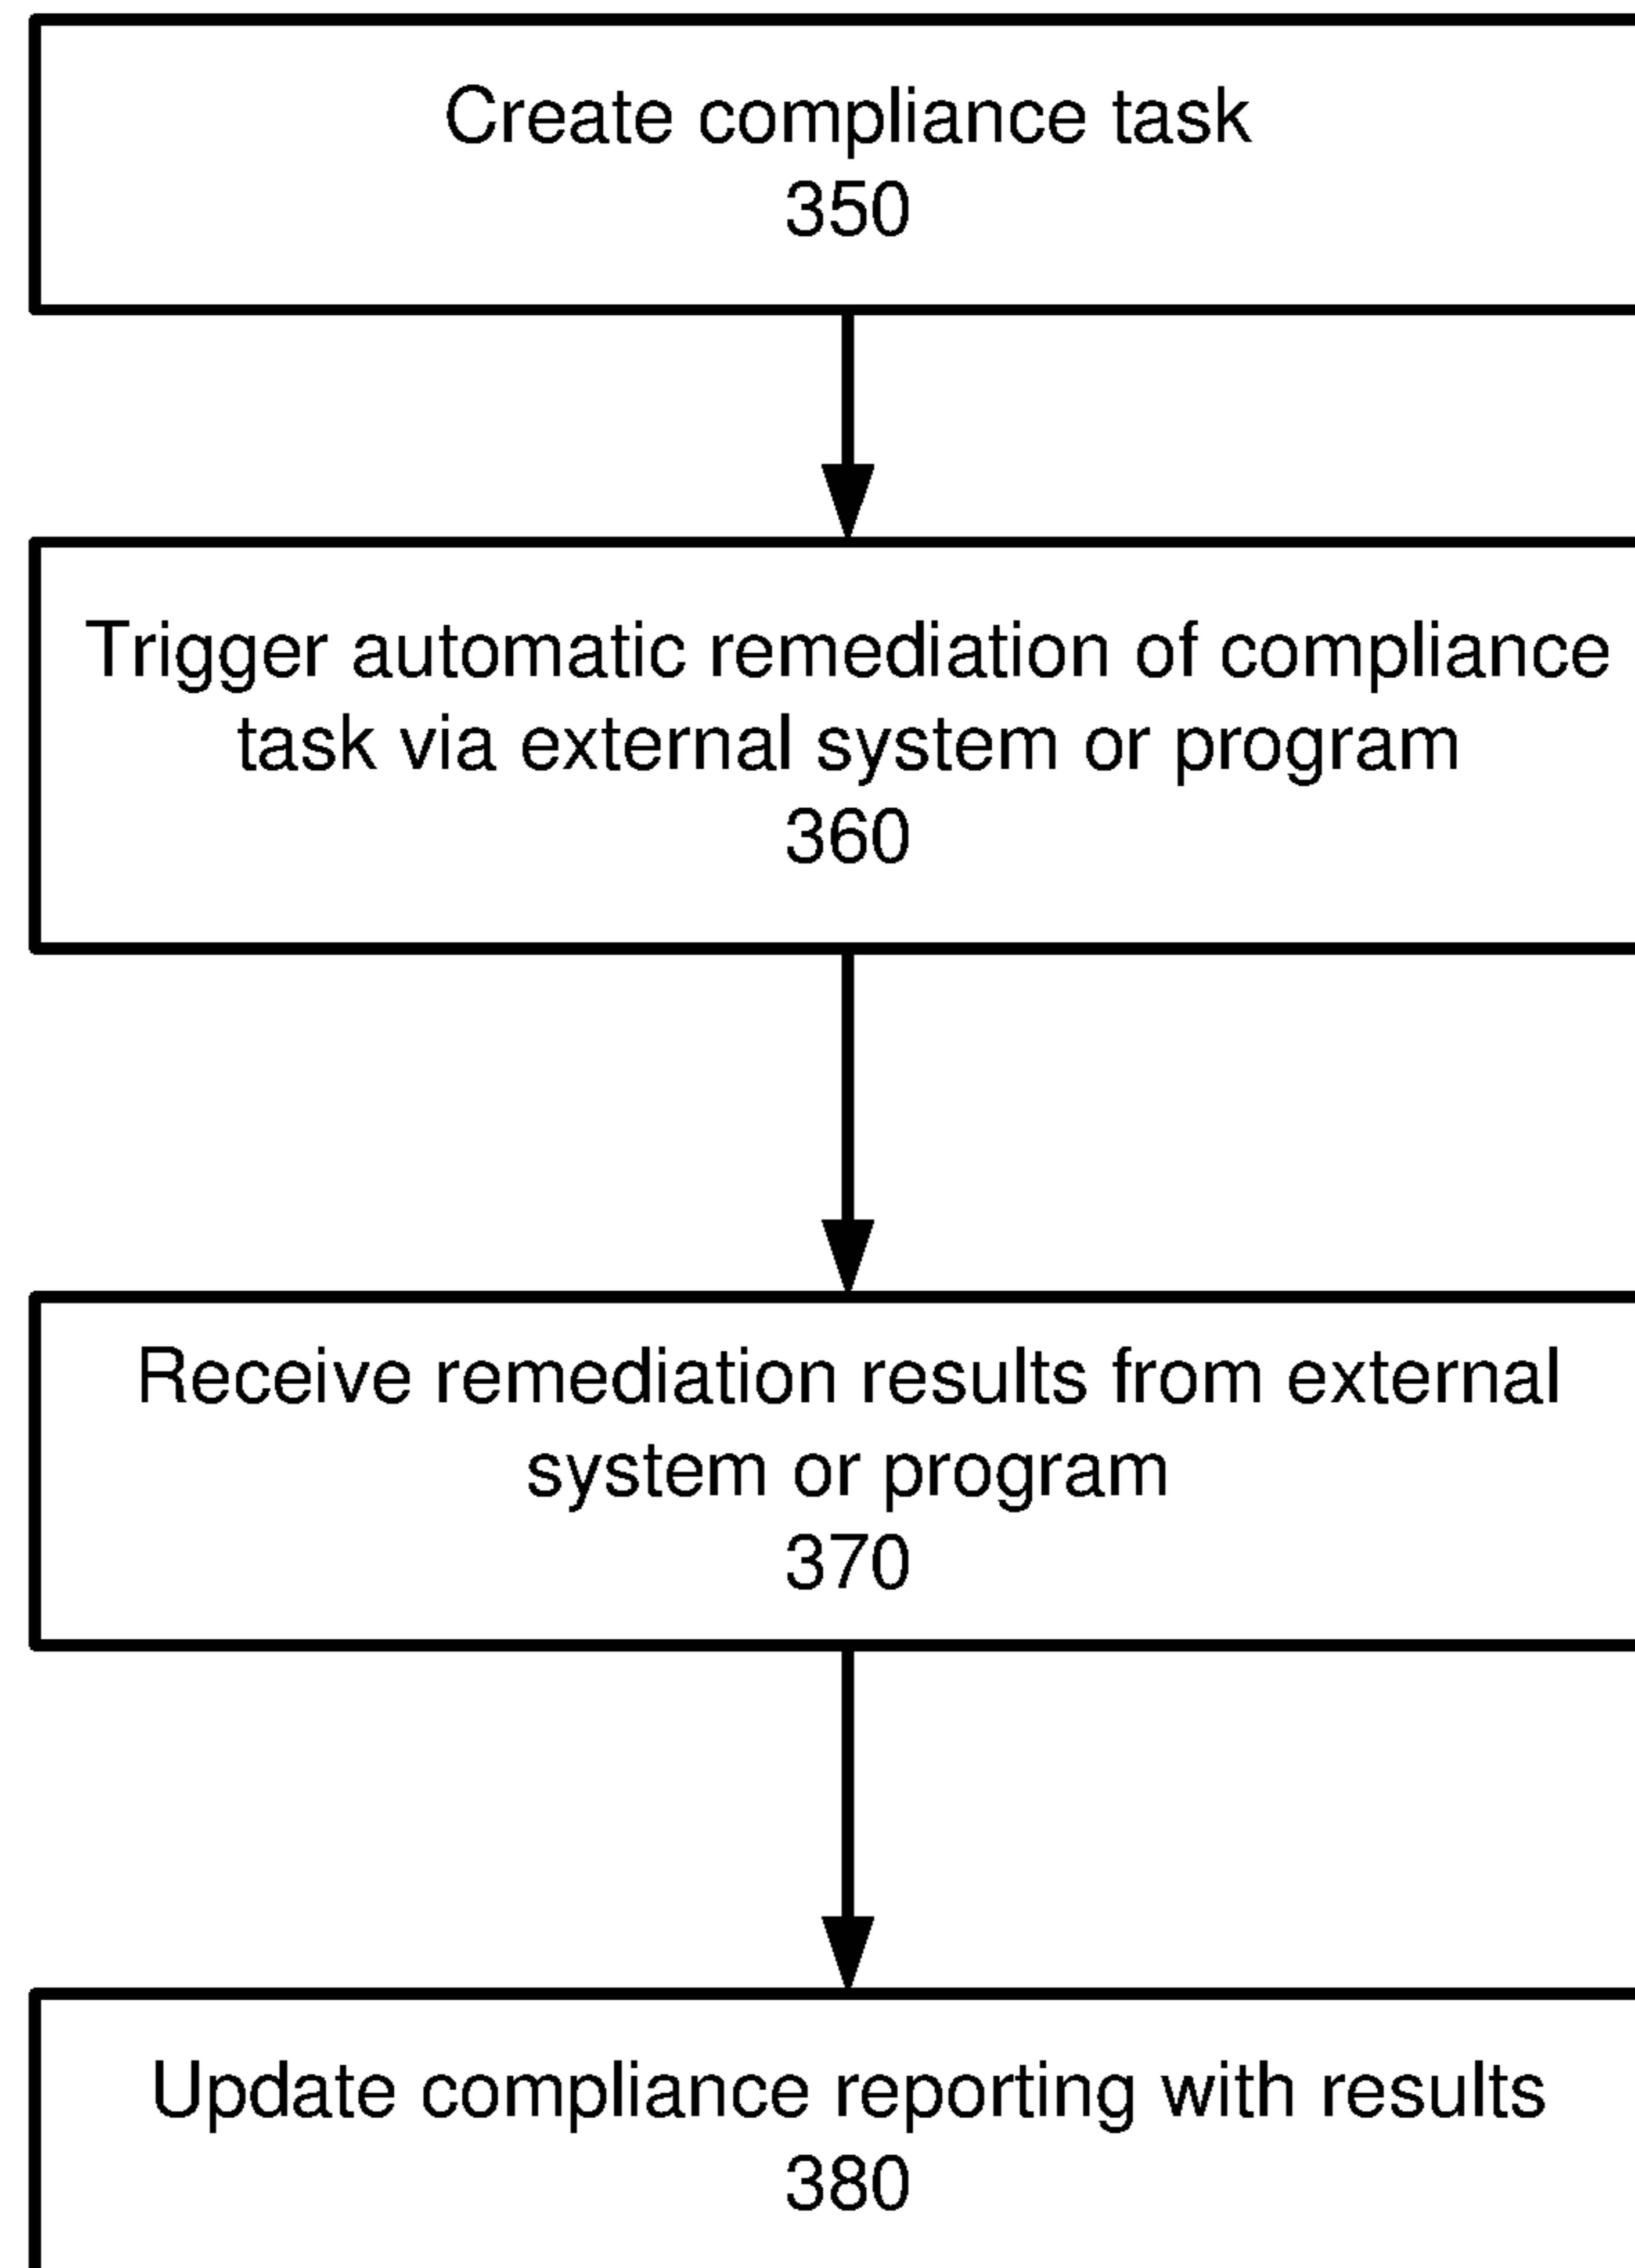 Create compliance task
350
Trigger automatic remediation of compliance
task via external system or program
360
Receive remediation results from external
system or program
370
Update compliance reporting with results
380